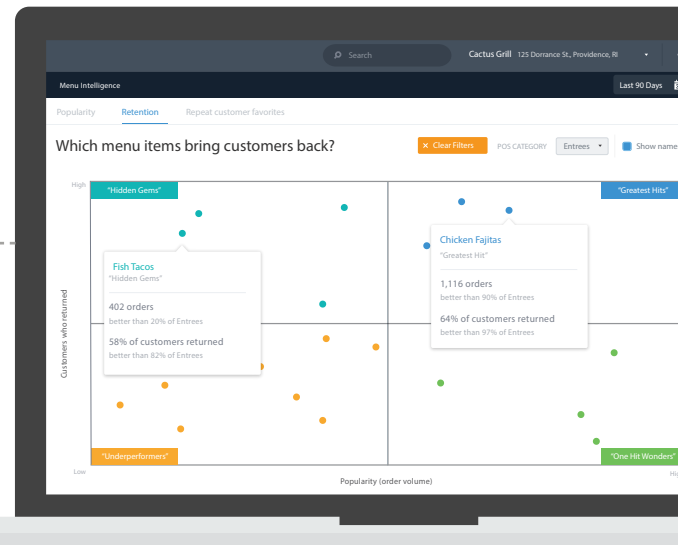 Search
Cactus Grill 125 Dorrance St., Providence, RI
Menu Intelligence
Last 90 Days
Popularity
Retention
Repeat customer favorites
Which menu items bring customers back?
× Clear Filters
POS CATEGORY
Entrees
Show name
High
"Hidden Gems"
"Greatest Hits"
Fish Tacos
"Hidden Gems"
402 orders
better than 20% of Entrees
58% of customers returned
better than 82% of Entrees
Chicken Fajitas
"Greatest Hit"
1,116 orders
better than 90% of Entrees
64% of customers returned
better than 97% of Entrees
Customers who returned
"Underperformers"
"One Hit Wonders"
Low
Popularity (order volume)